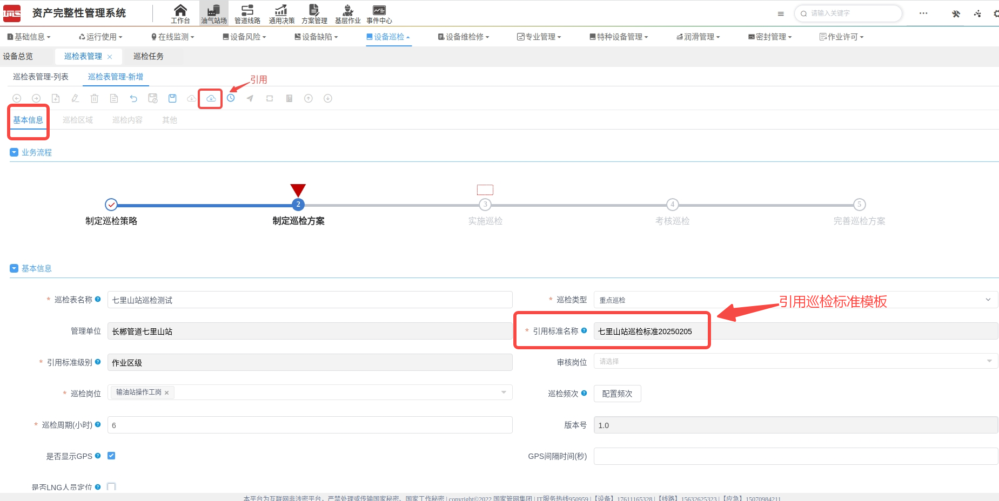 资产完整性管理系统
工作台 油气站场 管道线路 通用决策 方案管理 基层作业 事件中心
请输入关键字
基础信息 运行使用 在线监测 设备风险 设备缺陷 设备巡检 设备维检修 专业管理 特种设备管理 润滑管理 密封管理 作业许可
设备总览 巡检表管理 巡检任务
巡检表管理-列表 巡检表管理-新增
引用
基本信息 巡检区域 巡检内容 其他
业务流程
2 3 4 5
制定巡检策略 制定巡检方案 实施巡检 考核巡检 完善巡检方案
基本信息
* 巡检表名称 七里山站巡检测试 * 巡检类型 重点巡检
引用巡检标准模板
管理单位 长郴管道七里山站 * 引用标准名称 七里山站巡检标准20250205
* 引用标准级别 作业区级 审核岗位 请选择
* 巡检岗位 输油站操作工岗 巡检频次 配置频次
* 巡检周期(小时) 6 版本号 1.0
是否显示GPS GPS间隔时间(秒)
是否LNG人员定位
本平台为互联网非涉密平台，严禁处理或传输国家秘密、国家工作秘密 | copyright©2022 国家管网集团 | IT服务热线950959 |【设备】17611165328 |【线路】15632625323 |【应急】15070984211